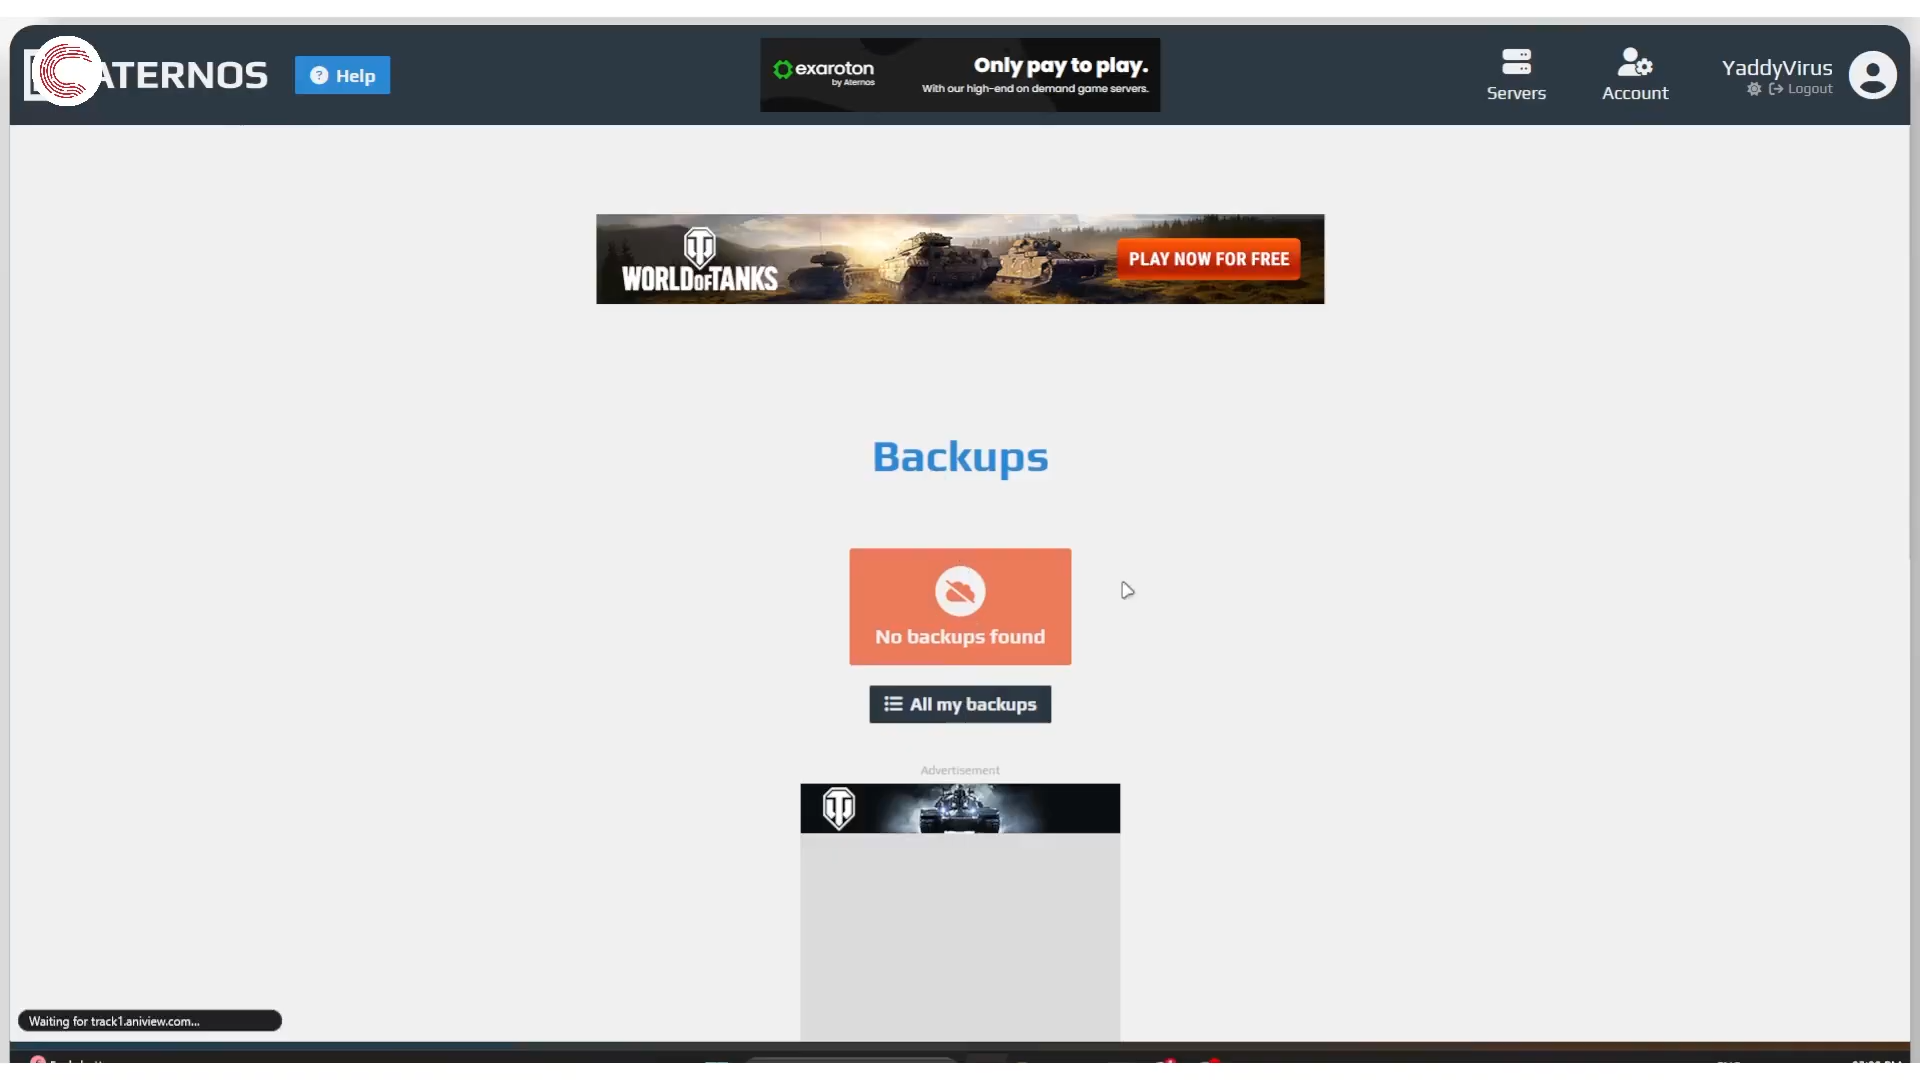 ATERNOS
Help
exaroton
by Aternos
Only pay to play.
With our high-end on demand game servers.
Servers
Account
YaddyVirus
Logout
WORLD OF TANKS
PLAY NOW FOR FREE
Backups
No backups found
All my backups
Advertisement
Waiting for track1.aniview.com...